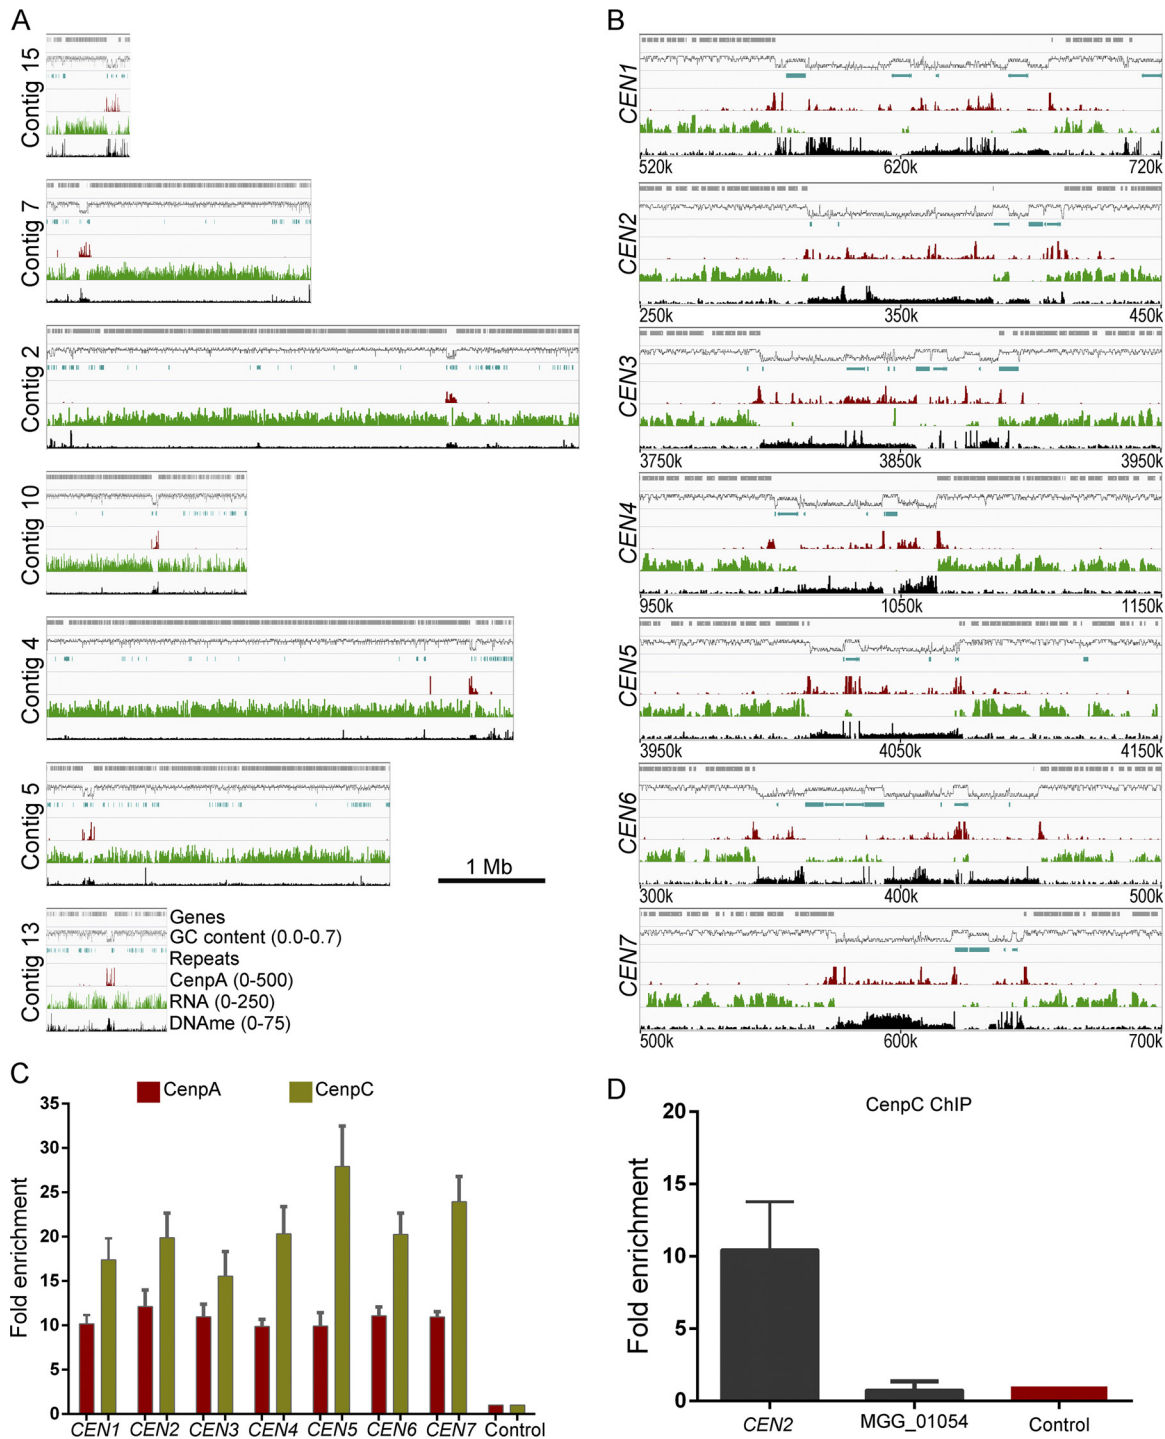 A
Contig 15
Contig 7
Contig 2
Contig 10
Contig 4
Contig 5
1 Mb
Contig 13
Genes
GC content (0.0-0.7)
Repeats
CenpA (0-500)
RNA (0-250)
DNAme (0-75)
B
CEN1
520k 620k 720k
CEN2
250k 350k 450k
CEN3
3750k 3850k 3950k
CEN4
950k 1050k 1150k
CEN5
3950k 4050k 4150k
CEN6
300k 400k 500k
CEN7
500k 600k 700k
C
CenpA CenpC
Fold enrichment
35
30
25
20
15
10
5
0
CEN1 CEN2 CEN3 CEN4 CEN5 CEN6 CEN7 Control
D
CenpC ChIP
Fold enrichment
20
15
10
5
0
CEN2 MGG_01054 Control